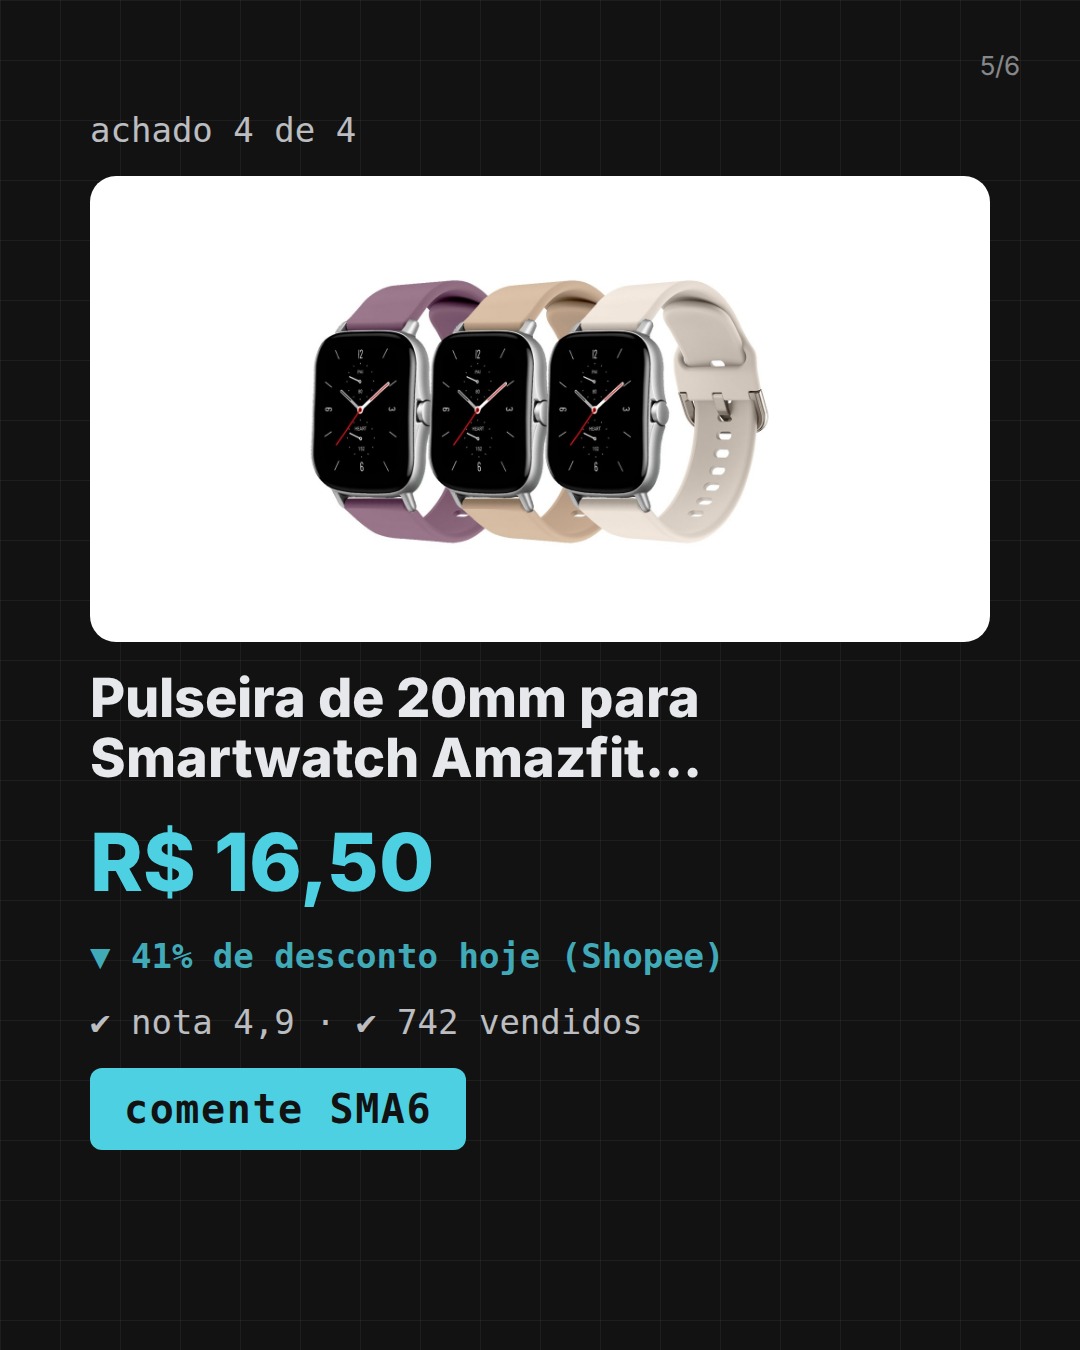 5/6
achado 4 de 4
Pulseira de 20mm para
Smartwatch Amazfit...
R$ 16,50
▼ 41% de desconto hoje (Shopee)
✔ nota 4,9 · ✔ 742 vendidos
comente SMA6